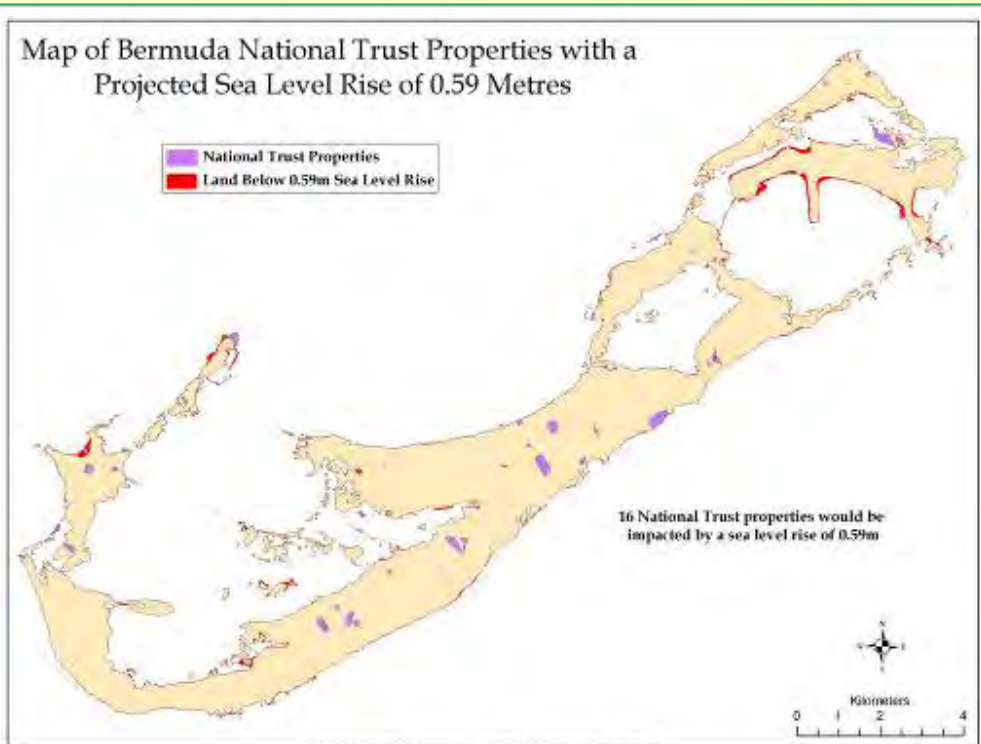 Map of Bermuda National Trust Properties with a
Projected Sea Level Rise of 0.59 Metres
National Trust Properties
Land Below 0.59m Sea Level Rise
16 National Trust properties would be
impacted by a sea level rise of 0.59m
N
S
Kilometers
0 1 2 4